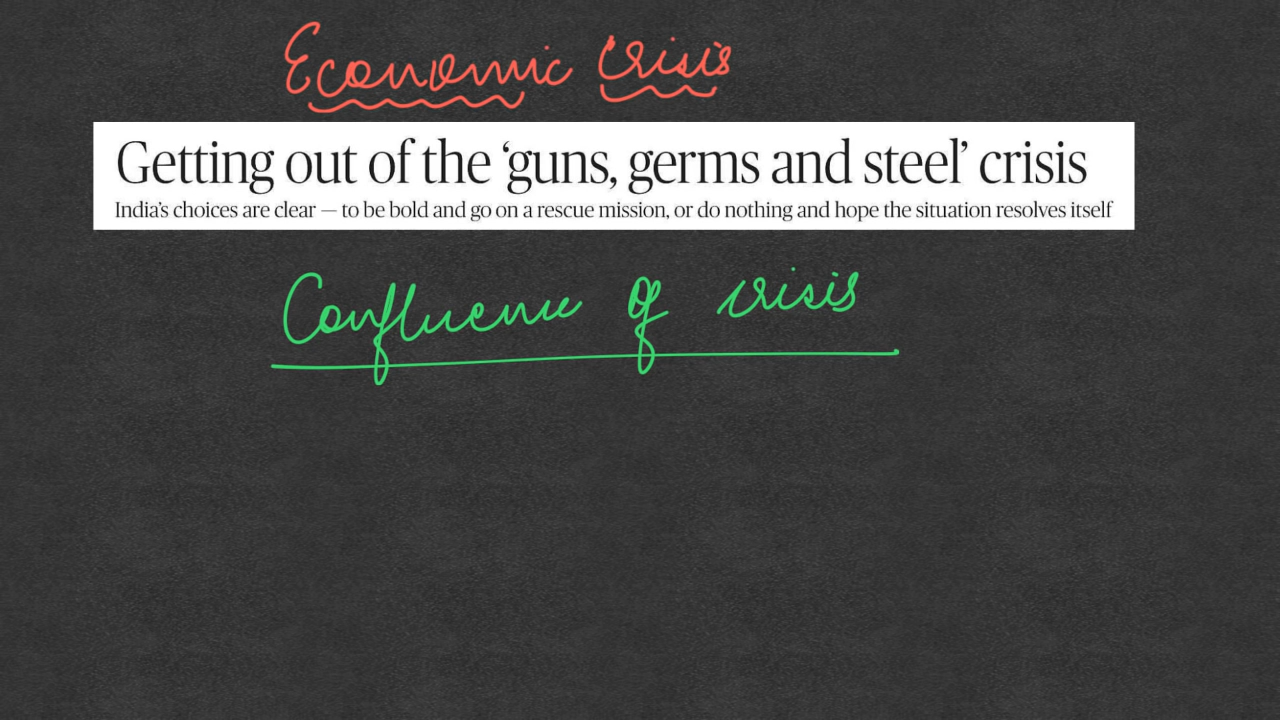 Economic Crisis
Getting out of the ‘guns, germs and steel’ crisis
India’s choices are clear — to be bold and go on a rescue mission, or do nothing and hope the situation resolves itself
Confluence of crisis